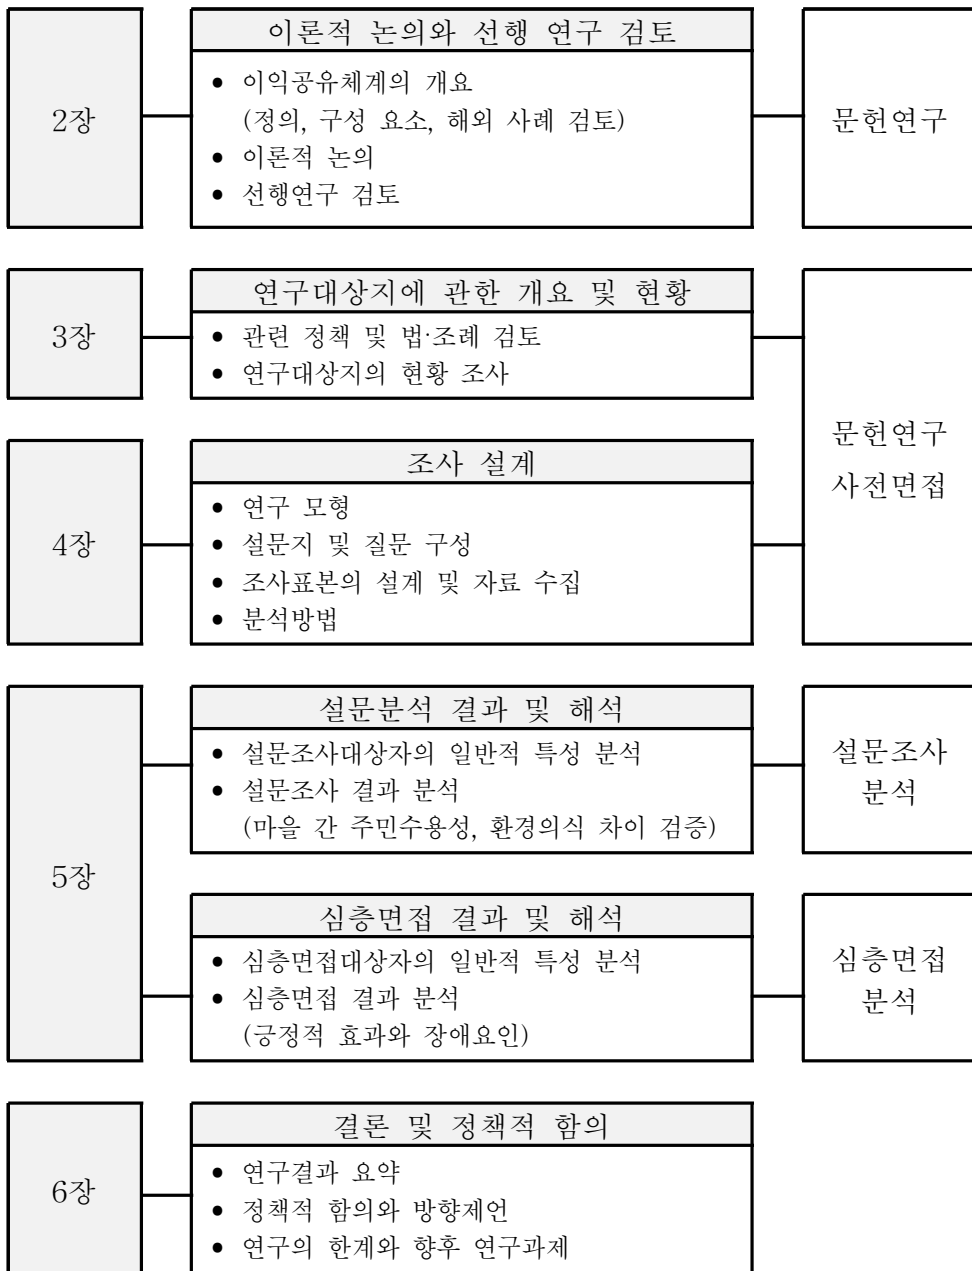 이론적 논의와 선행 연구 검토
2장
• 이익공유체계의 개요
(정의, 구성 요소, 해외 사례 검토)
• 이론적 논의
• 선행연구 검토
문헌연구
연구대상지에 관한 개요 및 현황
3장
• 관련 정책 및 법·조례 검토
• 연구대상지의 현황 조사
조사 설계
4장
• 연구 모형
• 설문지 및 질문 구성
• 조사표본의 설계 및 자료 수집
• 분석방법
문헌연구
사전면접
5장
설문분석 결과 및 해석
• 설문조사대상자의 일반적 특성 분석
• 설문조사 결과 분석
(마을 간 주민수용성, 환경의식 차이 검증)
설문조사
분석
심층면접 결과 및 해석
• 심층면접대상자의 일반적 특성 분석
• 심층면접 결과 분석
(긍정적 효과와 장애요인)
심층면접
분석
결론 및 정책적 함의
6장
• 연구결과 요약
• 정책적 함의와 방향제언
• 연구의 한계와 향후 연구과제